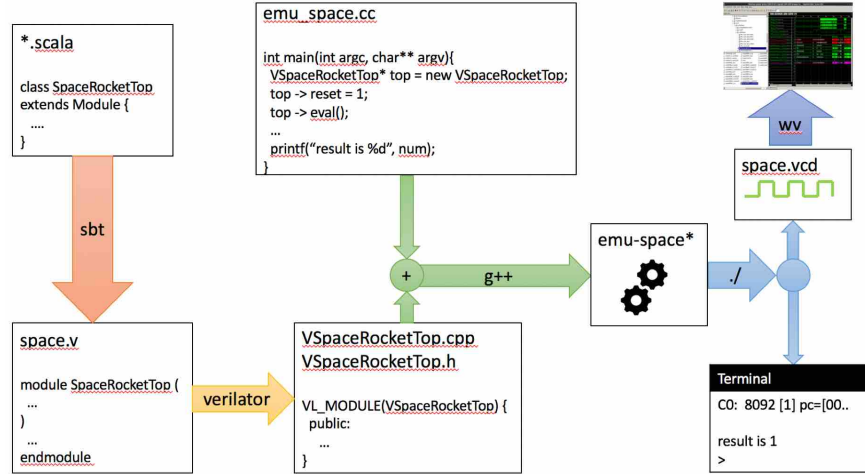 *.scala
class SpaceRocketTop
extends Module {
....
}
sbt
space.v
module SpaceRocketTop (
...
)
...
endmodule
verilator
emu_space.cc
int main(int argc, char** argv){
VSpaceRocketTop* top = new VSpaceRocketTop;
top -> reset = 1;
top -> eval();
...
printf(“result is %d”, num);
}
+
g++
VSpaceRocketTop.cpp
VSpaceRocketTop.h
VL_MODULE(VSpaceRocketTop) {
public:
...
}
emu-space*
./
wv
space.vcd
Terminal
C0: 8092 [1] pc=[00..
result is 1
>